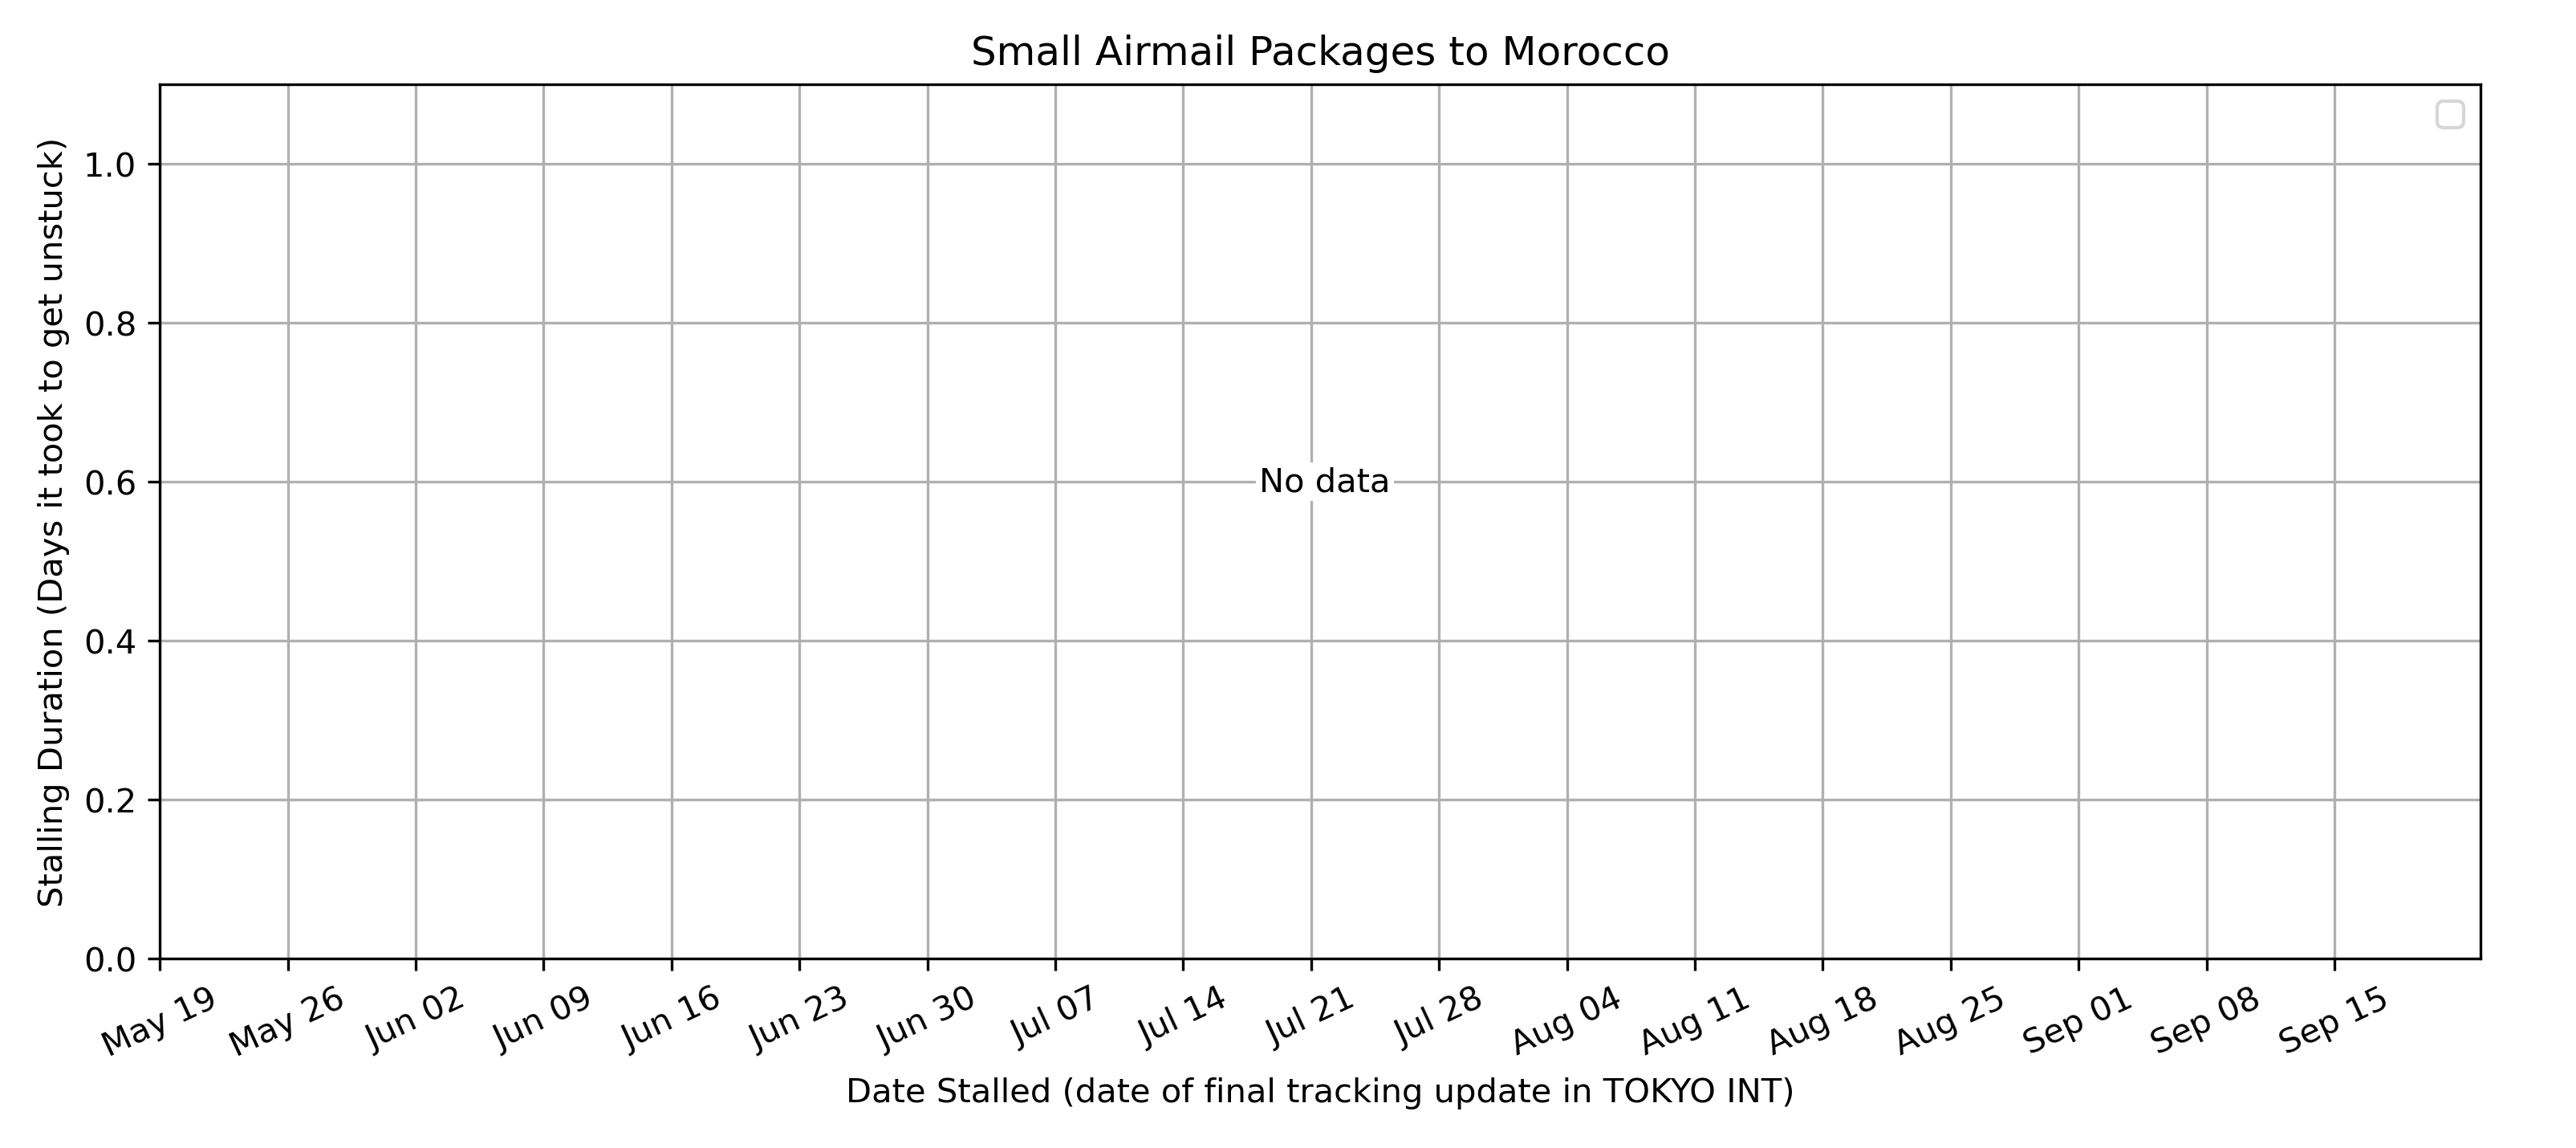 Small Airmail Packages to Morocco
Stalling Duration (Days it took to get unstuck)
1.0
0.8
0.6
0.4
0.2
0.0
No data
May 19
May 26
Jun 02
Jun 09
Jun 16
Jun 23
Jun 30
Jul 07
Jul 14
Jul 21
Jul 28
Aug 04
Aug 11
Aug 18
Aug 25
Sep 01
Sep 08
Sep 15
Date Stalled (date of final tracking update in TOKYO INT)